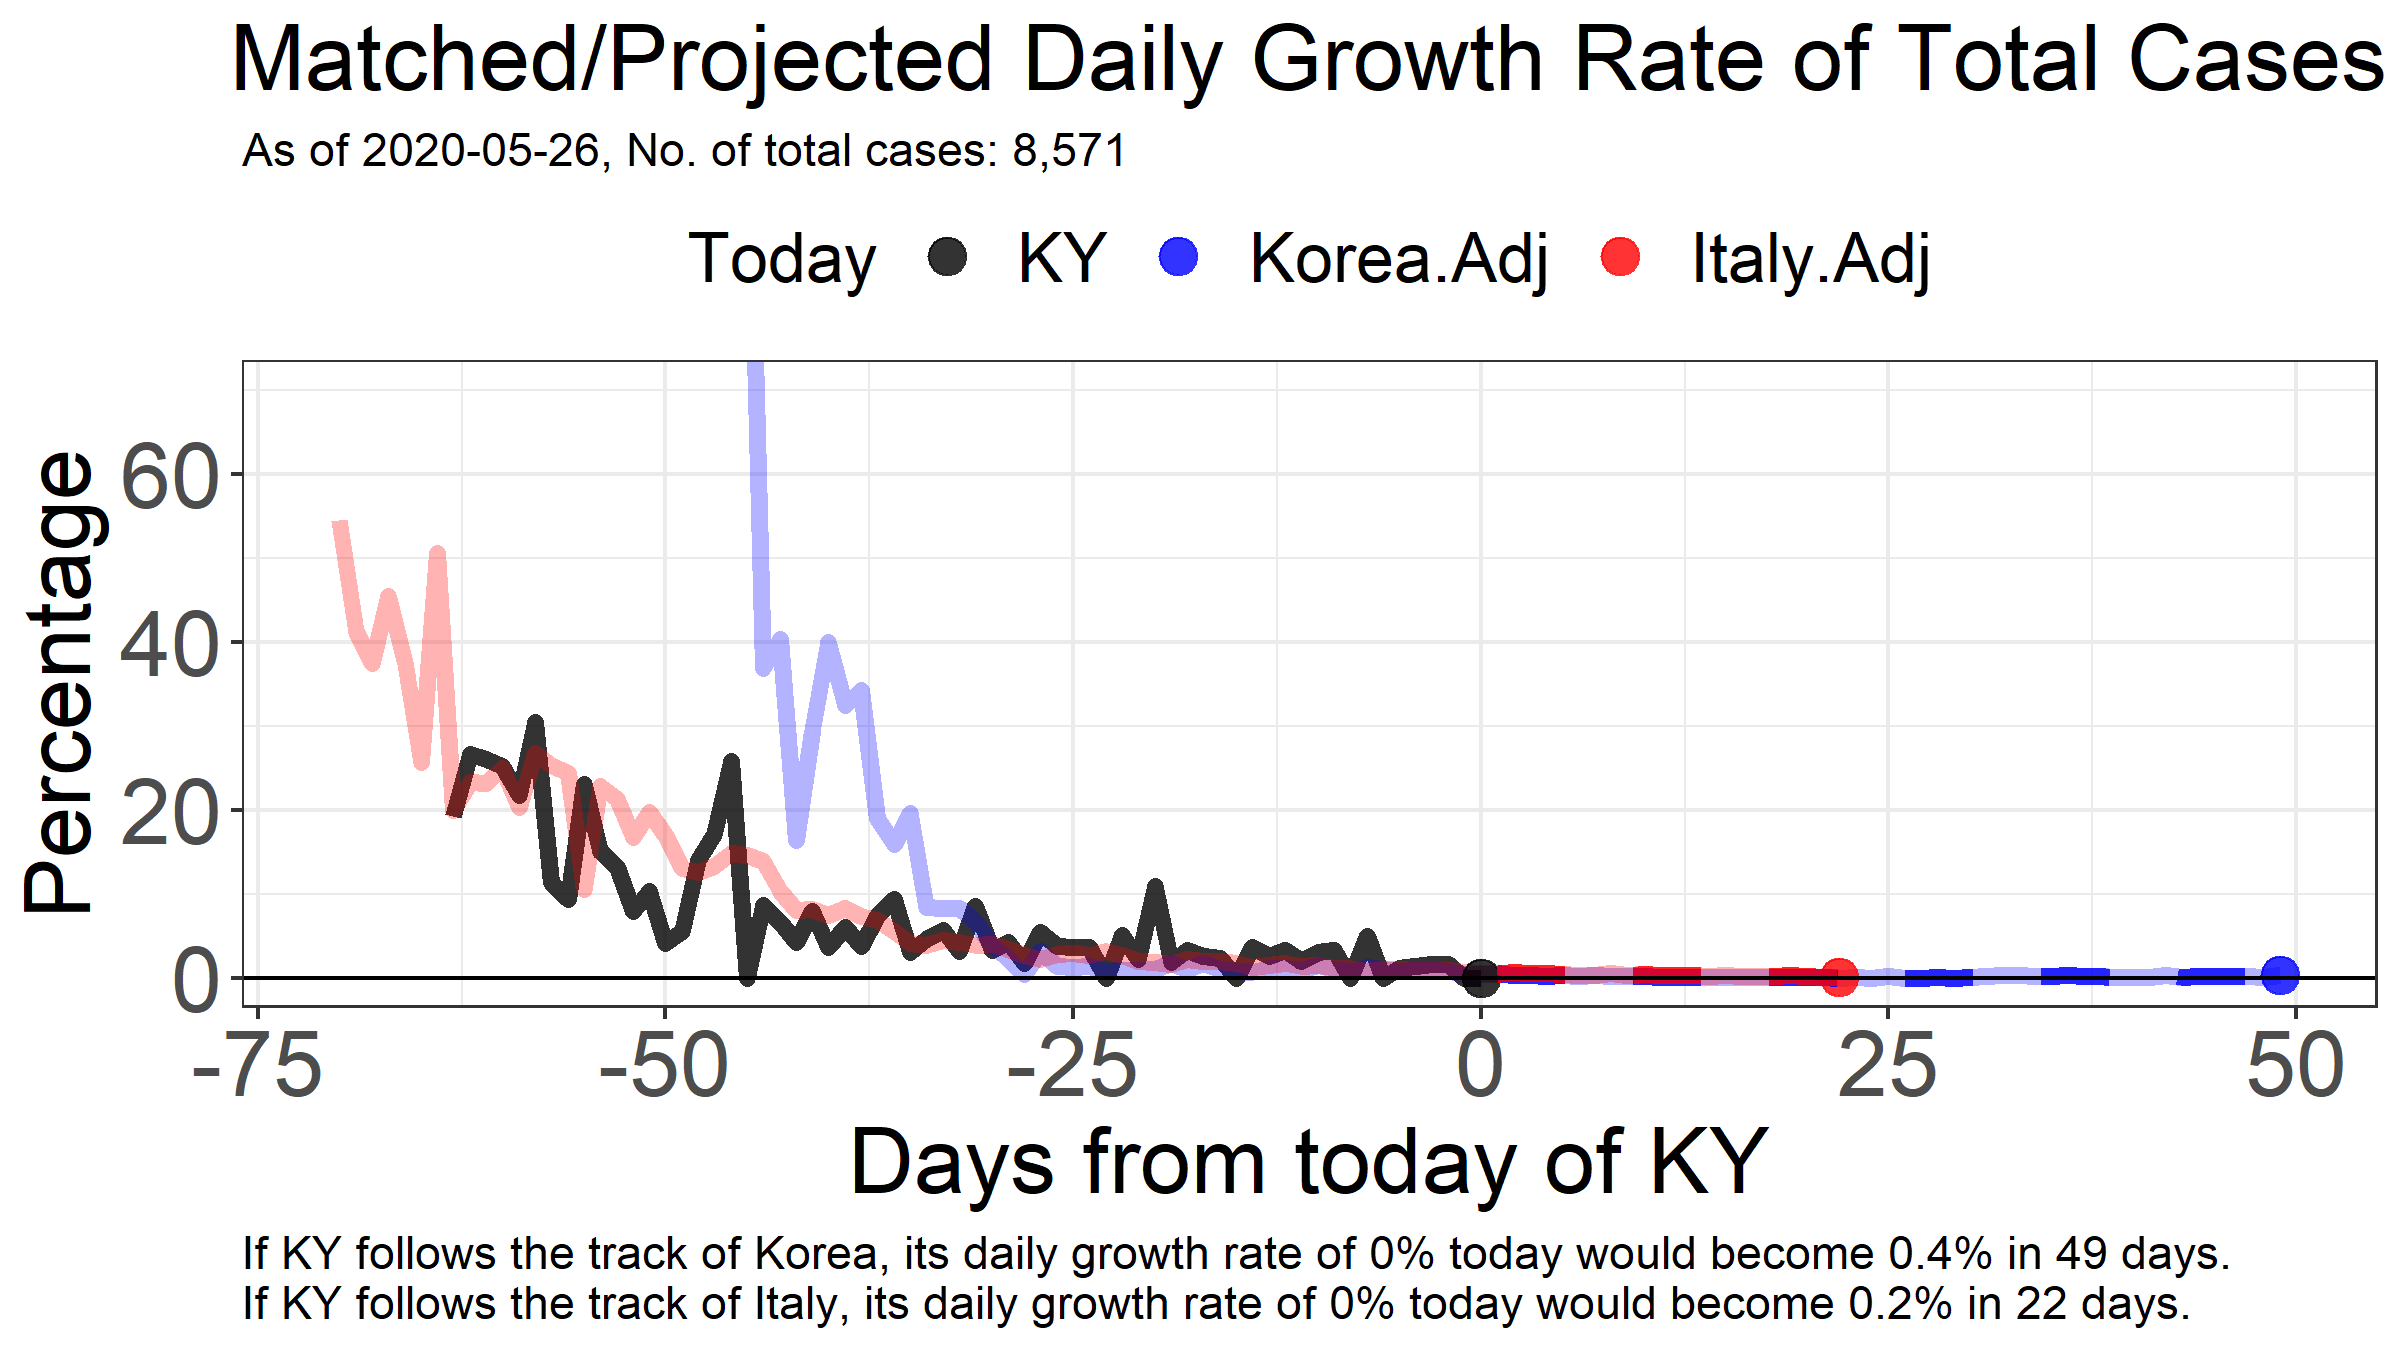 Matched/Projected Daily Growth Rate of Total Cases
As of 2020-05-26, No. of total cases: 8,571
Today KY Korea.Adj Italy.Adj
Percentage
60
40
20
0
-75 -50 -25 0 25 50
Days from today of KY
If KY follows the track of Korea, its daily growth rate of 0% today would become 0.4% in 49 days.
If KY follows the track of Italy, its daily growth rate of 0% today would become 0.2% in 22 days.